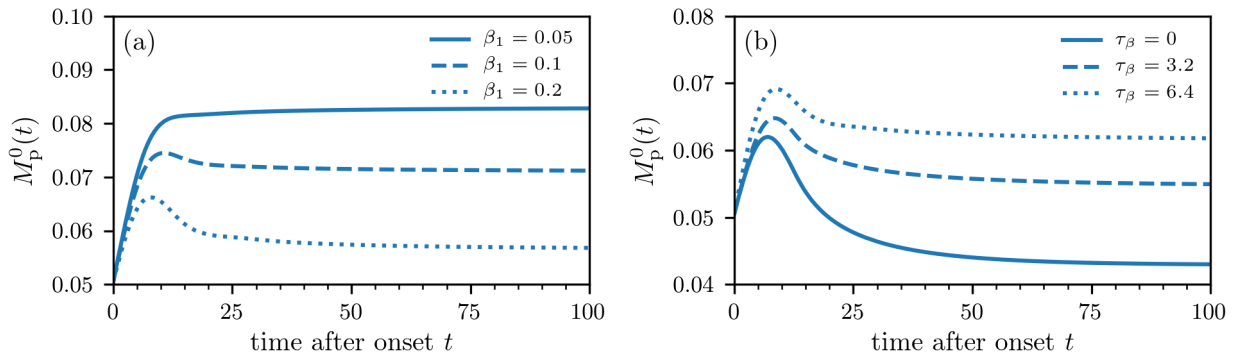 (a)
β₁ = 0.05
β₁ = 0.1
β₁ = 0.2
0.10
0.09
0.08
0.07
0.06
0.05
M⁰ₚ(t)
0 25 50 75 100
time after onset t
(b)
τᵦ = 0
τᵦ = 3.2
τᵦ = 6.4
0.08
0.07
0.06
0.05
0.04
M⁰ₚ(t)
0 25 50 75 100
time after onset t